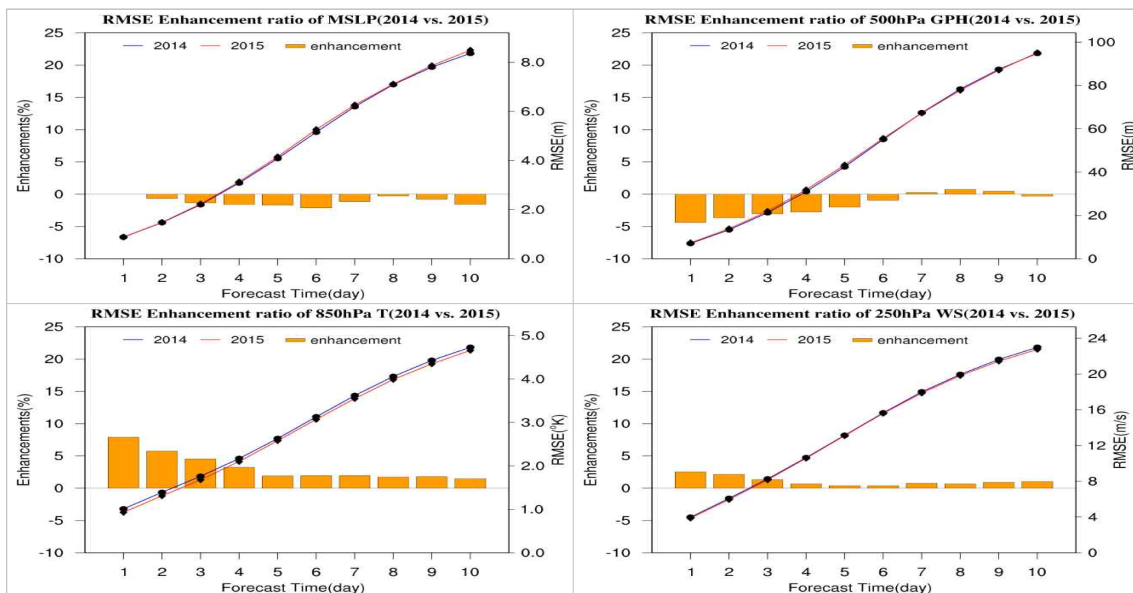 RMSE Enhancement ratio of MSLP(2014 vs. 2015)
2014 2015 enhancement
Enhancements(%)
25
20
15
10
5
0
-5
-10
8.0
6.0
4.0
2.0
0.0
RMSE(m)
1 2 3 4 5 6 7 8 9 10
Forecast Time(day)
RMSE Enhancement ratio of 500hPa GPH(2014 vs. 2015)
2014 2015 enhancement
Enhancements(%)
25
20
15
10
5
0
-5
-10
100
80
60
40
20
0
RMSE(m)
1 2 3 4 5 6 7 8 9 10
Forecast Time(day)
RMSE Enhancement ratio of 850hPa T(2014 vs. 2015)
2014 2015 enhancement
Enhancements(%)
25
20
15
10
5
0
-5
-10
5.0
4.0
3.0
2.0
1.0
0.0
RMSE(⁰K)
1 2 3 4 5 6 7 8 9 10
Forecast Time(day)
RMSE Enhancement ratio of 250hPa WS(2014 vs. 2015)
2014 2015 enhancement
Enhancements(%)
25
20
15
10
5
0
-5
-10
24
20
16
12
8
4
0
RMSE(m/s)
1 2 3 4 5 6 7 8 9 10
Forecast Time(day)